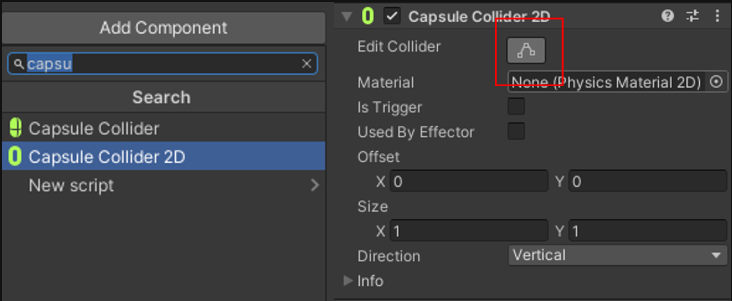 Add Component
capsu
Search
Capsule Collider
Capsule Collider 2D
New script
Capsule Collider 2D
Edit Collider
Material None (Physics Material 2D)
Is Trigger
Used By Effector
Offset
X 0 Y 0
Size
X 1 Y 1
Direction Vertical
Info